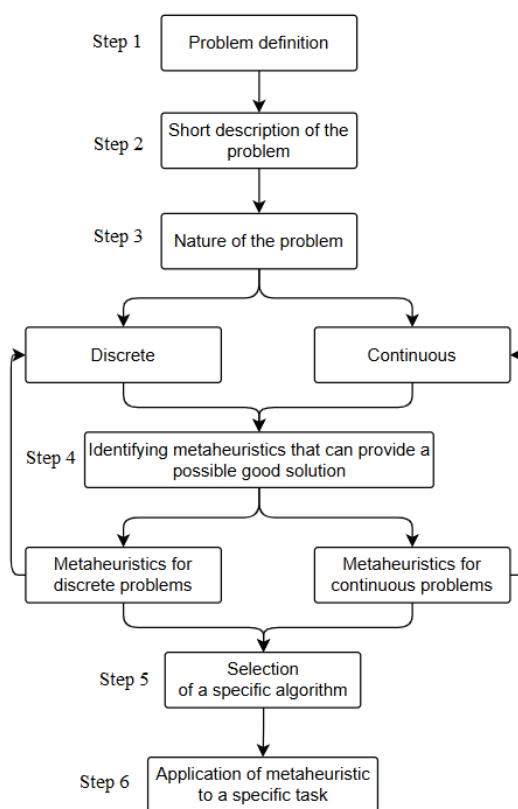 Step 1
Problem definition
Step 2
Short description of the
problem
Step 3
Nature of the problem
Discrete
Continuous
Step 4
Identifying metaheuristics that can provide a
possible good solution
Metaheuristics for
discrete problems
Metaheuristics for
continuous problems
Step 5
Selection
of a specific algorithm
Step 6
Application of metaheuristic
to a specific task